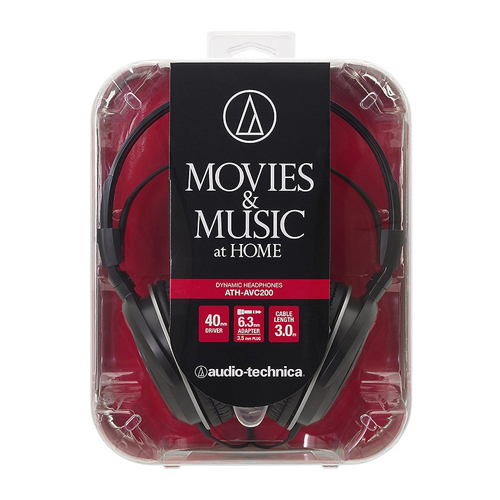 MOVIES
&
MUSIC
at HOME
DYNAMIC HEADPHONES
ATH-AVC200
40mm
DRIVER
6.3mm
ADAPTER
3.5 mm PLUG
CABLE
LENGTH
3.0m
audio-technica